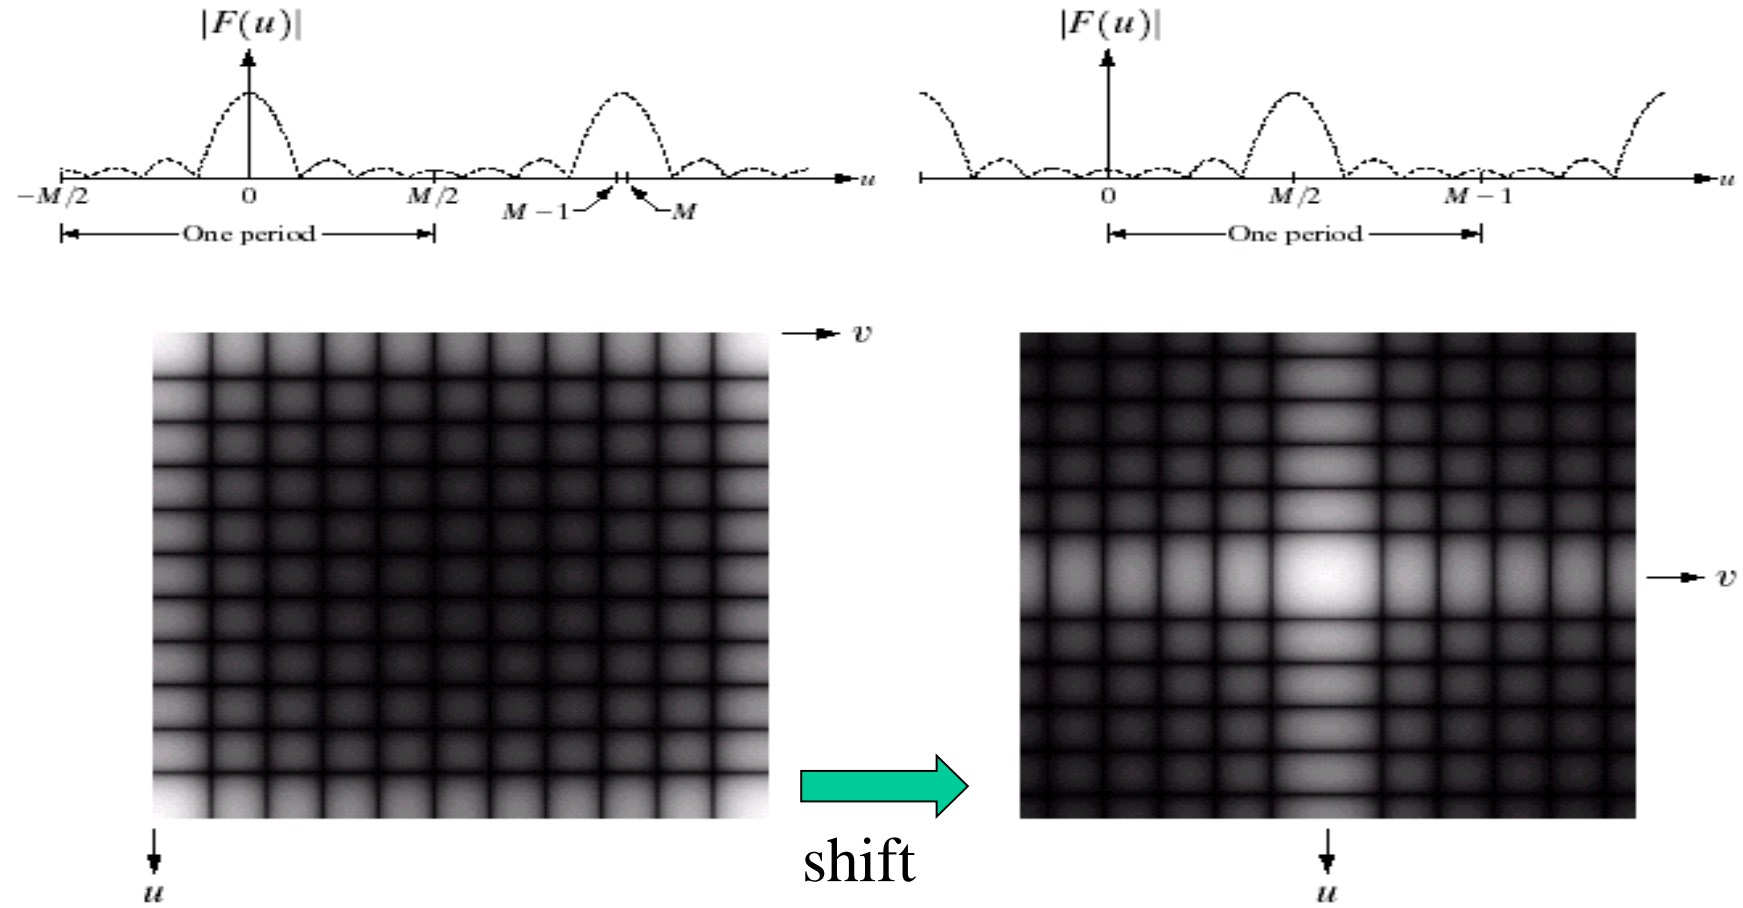 |F(u)|
−M/2 0 M/2 M − 1 M u
One period
|F(u)|
0 M/2 M − 1 u
One period
v
u
shift
v
u